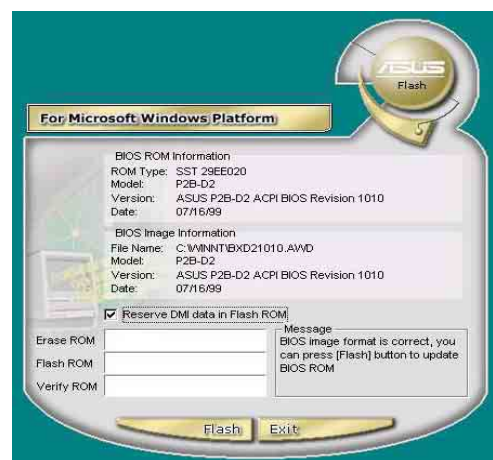 ASUS
Flash
For Microsoft Windows Platform
BIOS ROM Information
ROM Type: SST 29EE020
Model: P2B-D2
Version: ASUS P2B-D2 ACPI BIOS Revision 1010
Date: 07/16/99
BIOS Image Information
File Name: C:\WINNT\BXD21010.AWD
Model: P2B-D2
Version: ASUS P2B-D2 ACPI BIOS Revision 1010
Date: 07/16/99
Reserve DMI data in Flash ROM
Erase ROM
Flash ROM
Verify ROM
Message
BIOS image format is correct, you
can press [Flash] button to update
BIOS ROM
Flash
Exit